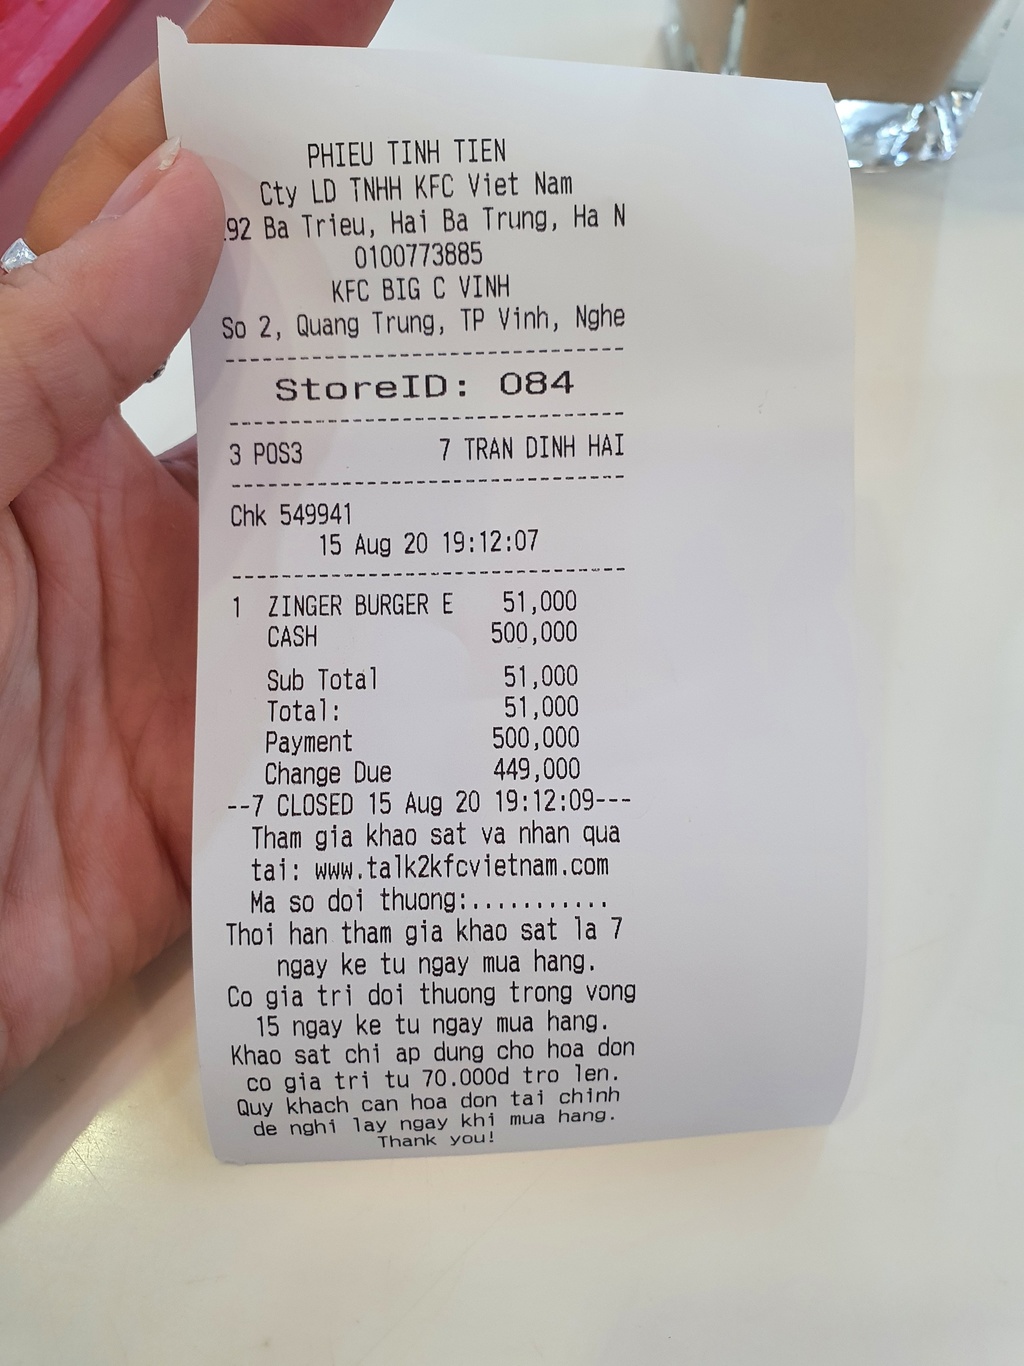 PHIEU TINH TIEN
Cty LD TNHH KFC Viet Nam
92 Ba Trieu, Hai Ba Trung, Ha N
0100773885
KFC BIG C VINH
So 2, Quang Trung, TP Vinh, Nghe
--------------------------------
StoreID: 084
--------------------------------
3 POS3 7 TRAN DINH HAI
--------------------------------
Chk 549941
15 Aug 20 19:12:07
--------------------------------
1 ZINGER BURGER E 51,000
CASH 500,000
Sub Total 51,000
Total: 51,000
Payment 500,000
Change Due 449,000
--7 CLOSED 15 Aug 20 19:12:09---
Tham gia khao sat va nhan qua
tai: www.talk2kfcvietnam.com
Ma so doi thuong:...........
Thoi han tham gia khao sat la 7
ngay ke tu ngay mua hang.
Co gia tri doi thuong trong vong
15 ngay ke tu ngay mua hang.
Khao sat chi ap dung cho hoa don
co gia tri tu 70.000d tro len.
Quy khach can hoa don tai chinh
de nghi lay ngay khi mua hang.
Thank you!